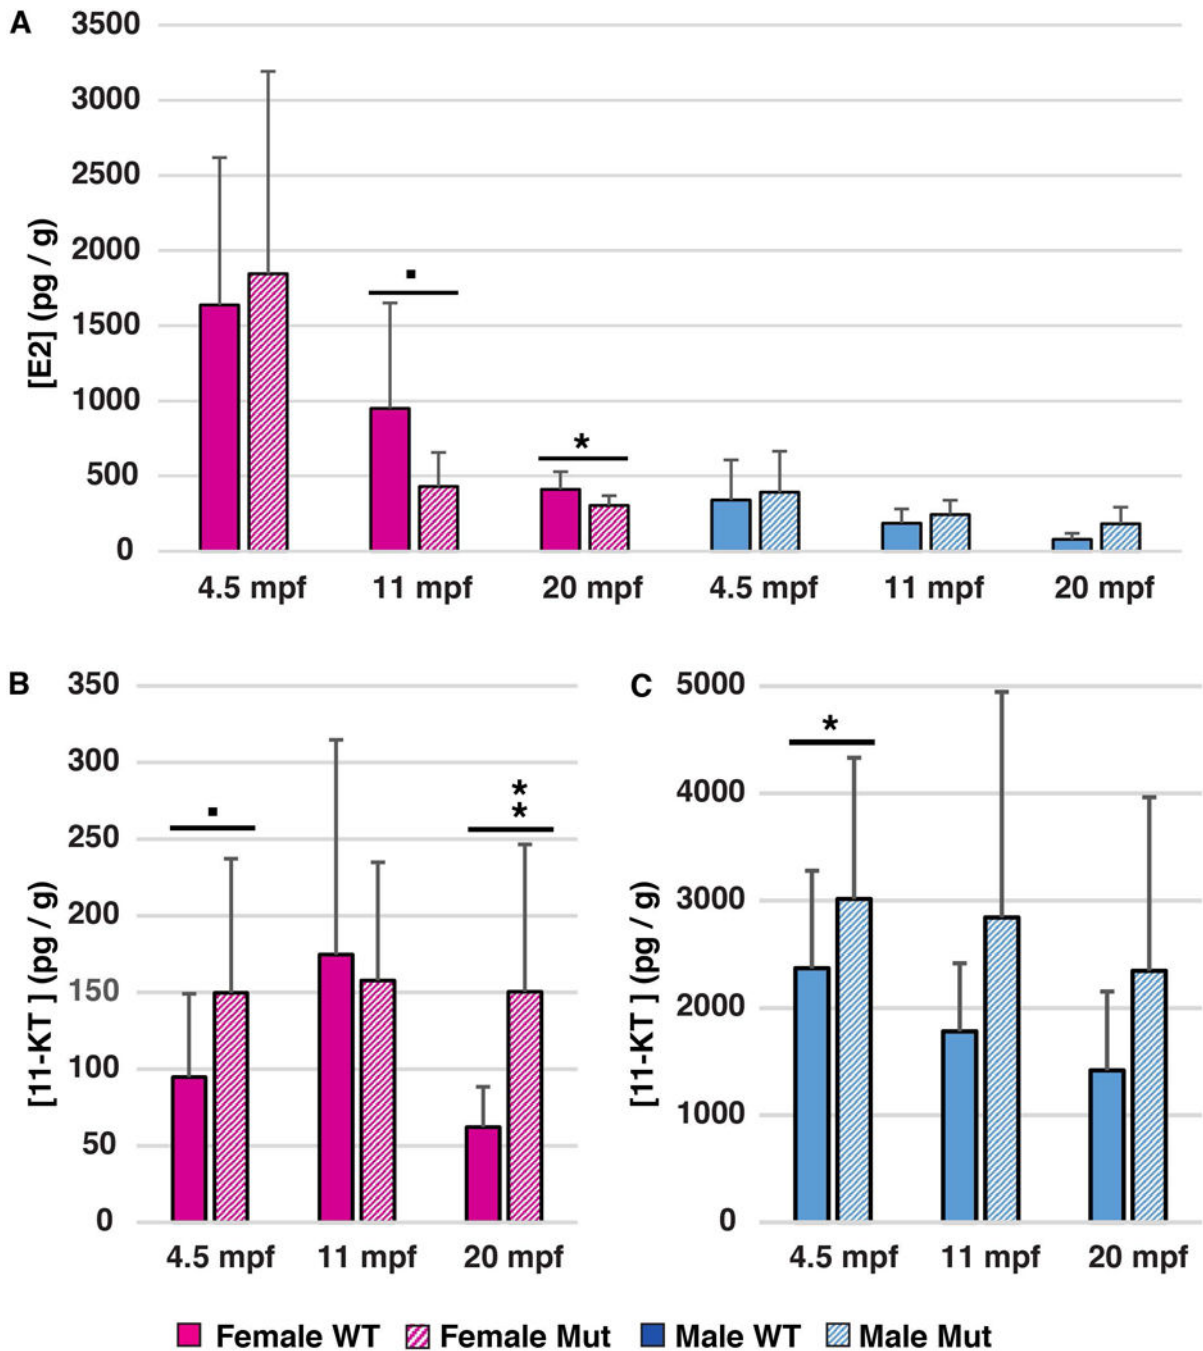 A
3500
3000
2500
2000
1500
1000
500
0
[E2] (pg / g)
*
4.5 mpf 11 mpf 20 mpf 4.5 mpf 11 mpf 20 mpf
B
350
300
250
200
150
100
50
0
[11-KT ] (pg / g)
*
*
4.5 mpf 11 mpf 20 mpf
C
5000
4000
3000
2000
1000
0
[11-KT ] (pg / g)
*
4.5 mpf 11 mpf 20 mpf
Female WT Female Mut Male WT Male Mut